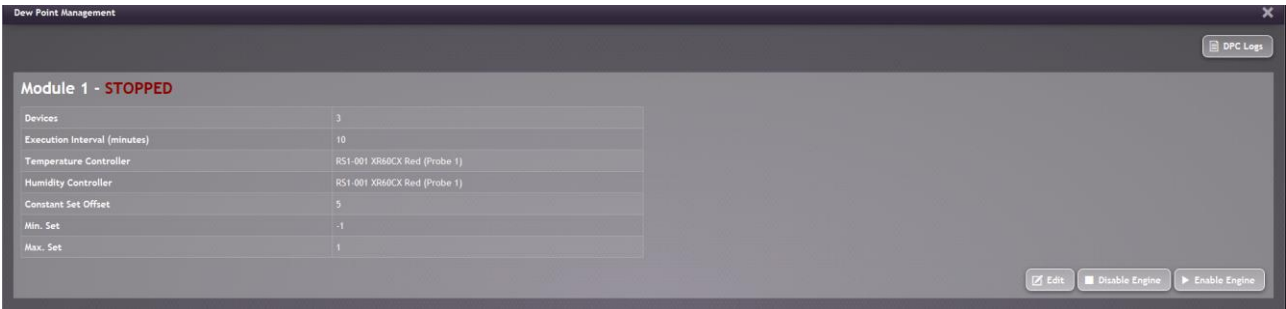 Dew Point Management
DPC Logs
Module 1 - STOPPED
Devices 3
Execution Interval (minutes) 10
Temperature Controller RS1-001 XR60CX Red (Probe 1)
Humidity Controller RS1-001 XR60CX Red (Probe 1)
Constant Set Offset 5
Min. Set -1
Max. Set 1
Edit Disable Engine Enable Engine